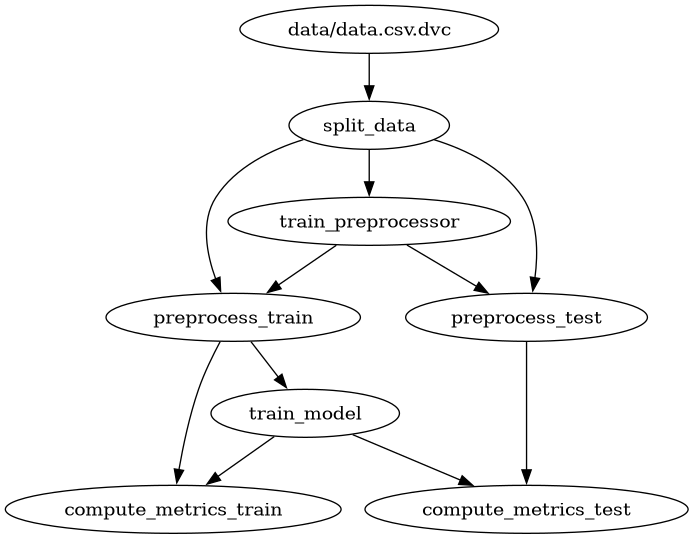 data/data.csv.dvc
split_data
train_preprocessor
preprocess_train
preprocess_test
train_model
compute_metrics_train
compute_metrics_test